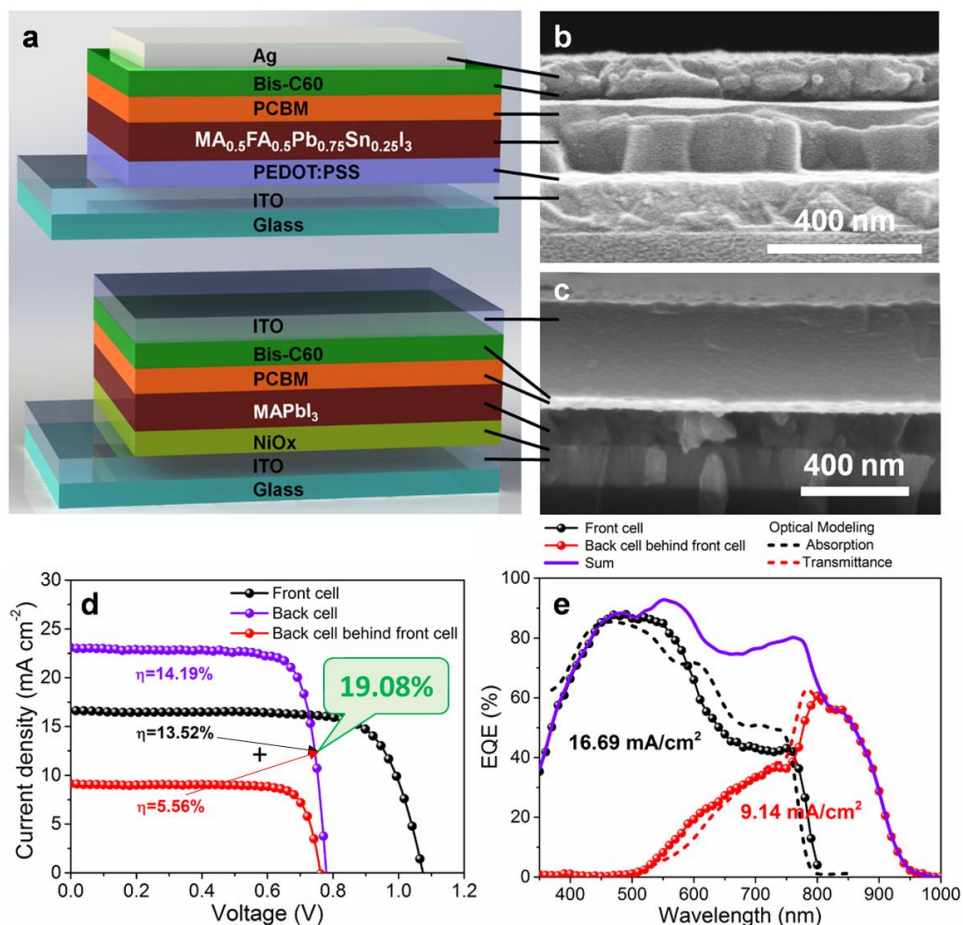 a
Ag
Bis-C60
PCBM
MA0.5FA0.5Pb0.75Sn0.25I3
PEDOT:PSS
ITO
Glass
ITO
Bis-C60
PCBM
MAPbI3
NiOx
ITO
Glass
b
400 nm
c
400 nm
d
Front cell
Back cell
Back cell behind front cell
η=14.19%
19.08%
η=13.52%
+
η=5.56%
30
25
20
15
10
5
0
0.0 0.2 0.4 0.6 0.8 1.0 1.2
Current density (mA cm-2)
Voltage (V)
Front cell
Back cell behind front cell
Sum
Optical Modeling
Absorption
Transmittance
e
16.69 mA/cm2
9.14 mA/cm2
100
80
60
40
20
0
400 500 600 700 800 900 1000
EQE (%)
Wavelength (nm)